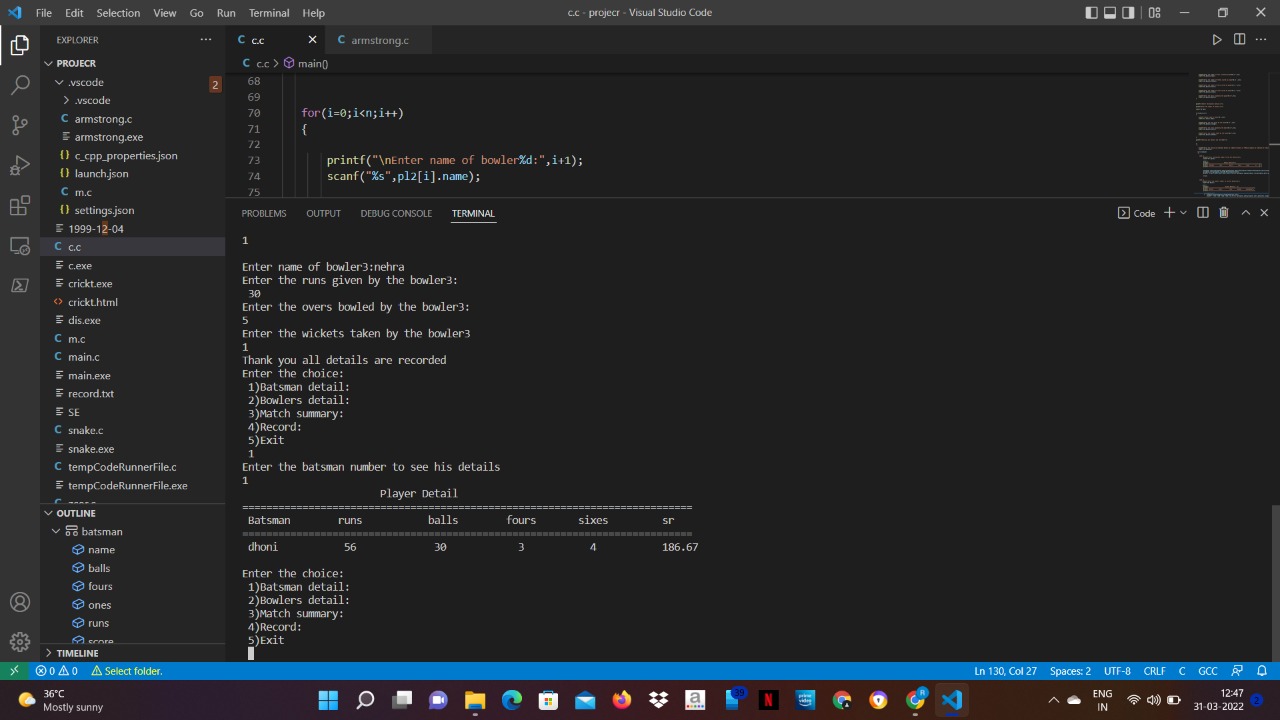 File Edit Selection View Go Run Terminal Help
c.c - projecr - Visual Studio Code
EXPLORER
PROJECR
.vscode
2
.vscode
armstrong.c
armstrong.exe
c_cpp_properties.json
launch.json
m.c
settings.json
1999-12-04
c.c
c.exe
crickt.exe
crickt.html
dis.exe
m.c
main.c
main.exe
record.txt
SE
snake.c
snake.exe
tempCodeRunnerFile.c
tempCodeRunnerFile.exe
OUTLINE
batsman
name
balls
fours
ones
runs
score
TIMELINE
c.c
armstrong.c
c.c > main()
68
69
70 for(i=0;i<n;i++)
71 {
72
73 printf("\nEnter name of bowler%d:",i+1);
74 scanf("%s",pl2[i].name);
75
PROBLEMS OUTPUT DEBUG CONSOLE TERMINAL
Code
1
Enter name of bowler3:nehra
Enter the runs given by the bowler3:
30
Enter the overs bowled by the bowler3:
5
Enter the wickets taken by the bowler3
1
Thank you all details are recorded
Enter the choice:
1)Batsman detail:
2)Bowlers detail:
3)Match summary:
4)Record:
5)Exit
1
Enter the batsman number to see his details
1
Player Detail
===========================================================================
Batsman runs balls fours sixes sr
===========================================================================
dhoni 56 30 3 4 186.67
Enter the choice:
1)Batsman detail:
2)Bowlers detail:
3)Match summary:
4)Record:
5)Exit
0 0 Select folder.
Ln 130, Col 27 Spaces: 2 UTF-8 CRLF C GCC
36°C
Mostly sunny
39
ENG
IN
12:47
31-03-2022
2